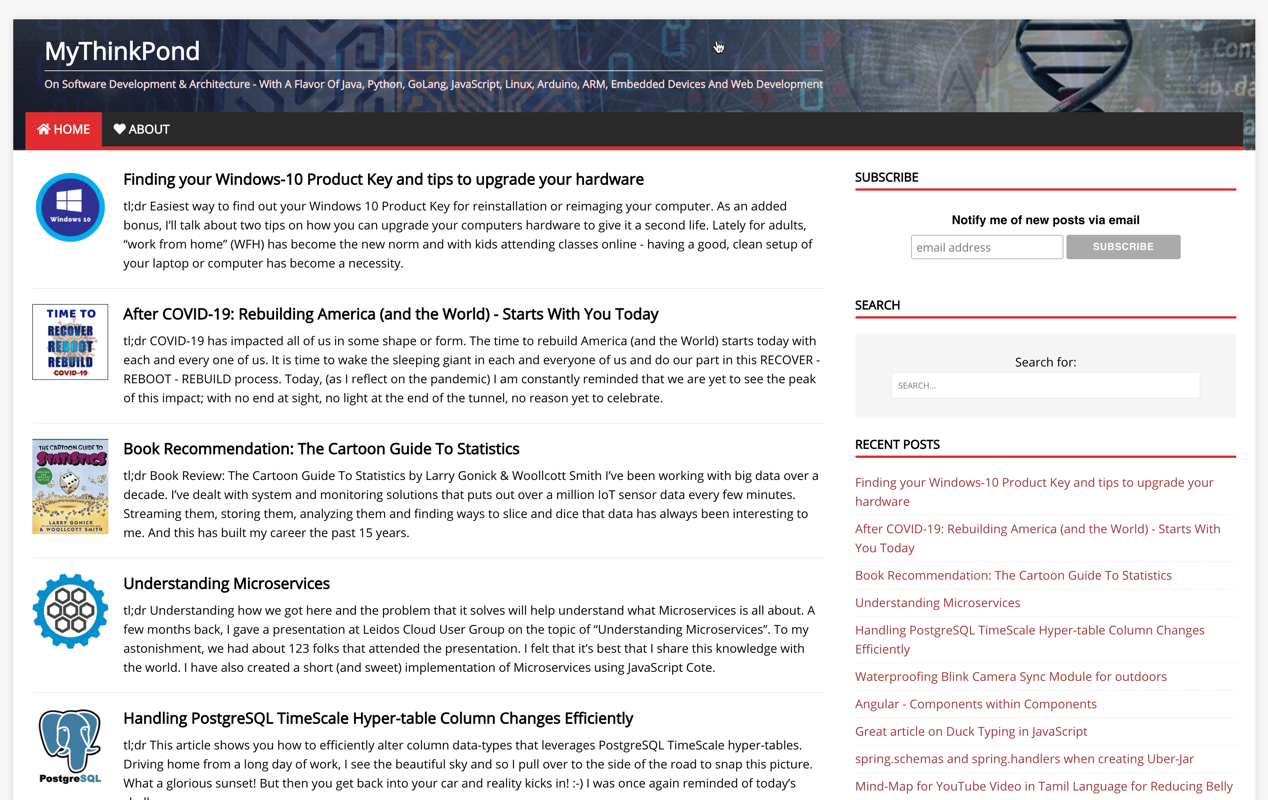 MyThinkPond
On Software Development & Architecture - With A Flavor Of Java, Python, GoLang, JavaScript, Linux, Arduino, ARM, Embedded Devices And Web Development
HOME
ABOUT
Windows 10
Finding your Windows-10 Product Key and tips to upgrade your hardware
tl;dr Easiest way to find out your Windows 10 Product Key for reinstallation or reimaging your computer. As an added
bonus, I’ll talk about two tips on how you can upgrade your computers hardware to give it a second life. Lately for adults,
“work from home” (WFH) has become the new norm and with kids attending classes online - having a good, clean setup of
your laptop or computer has become a necessity.
TIME TO
RECOVER
REBOOT
REBUILD
COVID-19
After COVID-19: Rebuilding America (and the World) - Starts With You Today
tl;dr COVID-19 has impacted all of us in some shape or form. The time to rebuild America (and the World) starts today with
each and every one of us. It is time to wake the sleeping giant in each and everyone of us and do our part in this RECOVER -
REBOOT - REBUILD process. Today, (as I reflect on the pandemic) I am constantly reminded that we are yet to see the peak
of this impact; with no end at sight, no light at the end of the tunnel, no reason yet to celebrate.
THE CARTOON GUIDE TO
STATISTICS
LARRY GONICK
& WOOLLCOTT SMITH
Book Recommendation: The Cartoon Guide To Statistics
tl;dr Book Review: The Cartoon Guide To Statistics by Larry Gonick & Woollcott Smith I’ve been working with big data over a
decade. I’ve dealt with system and monitoring solutions that puts out over a million IoT sensor data every few minutes.
Streaming them, storing them, analyzing them and finding ways to slice and dice that data has always been interesting to
me. And this has built my career the past 15 years.
Understanding Microservices
tl;dr Understanding how we got here and the problem that it solves will help understand what Microservices is all about. A
few months back, I gave a presentation at Leidos Cloud User Group on the topic of “Understanding Microservices”. To my
astonishment, we had about 123 folks that attended the presentation. I felt that it’s best that I share this knowledge with
the world. I have also created a short (and sweet) implementation of Microservices using JavaScript Cote.
PostgreSQL
Handling PostgreSQL TimeScale Hyper-table Column Changes Efficiently
tl;dr This article shows you how to efficiently alter column data-types that leverages PostgreSQL TimeScale hyper-tables.
Driving home from a long day of work, I see the beautiful sky and so I pull over to the side of the road to snap this picture.
What a glorious sunset! But then you get back into your car and reality kicks in! :-) I was once again reminded of today’s
SUBSCRIBE
Notify me of new posts via email
email address
SUBSCRIBE
SEARCH
Search for:
SEARCH...
RECENT POSTS
Finding your Windows-10 Product Key and tips to upgrade your
hardware
After COVID-19: Rebuilding America (and the World) - Starts With
You Today
Book Recommendation: The Cartoon Guide To Statistics
Understanding Microservices
Handling PostgreSQL TimeScale Hyper-table Column Changes
Efficiently
Waterproofing Blink Camera Sync Module for outdoors
Angular - Components within Components
Great article on Duck Typing in JavaScript
spring.schemas and spring.handlers when creating Uber-Jar
Mind-Map for YouTube Video in Tamil Language for Reducing Belly